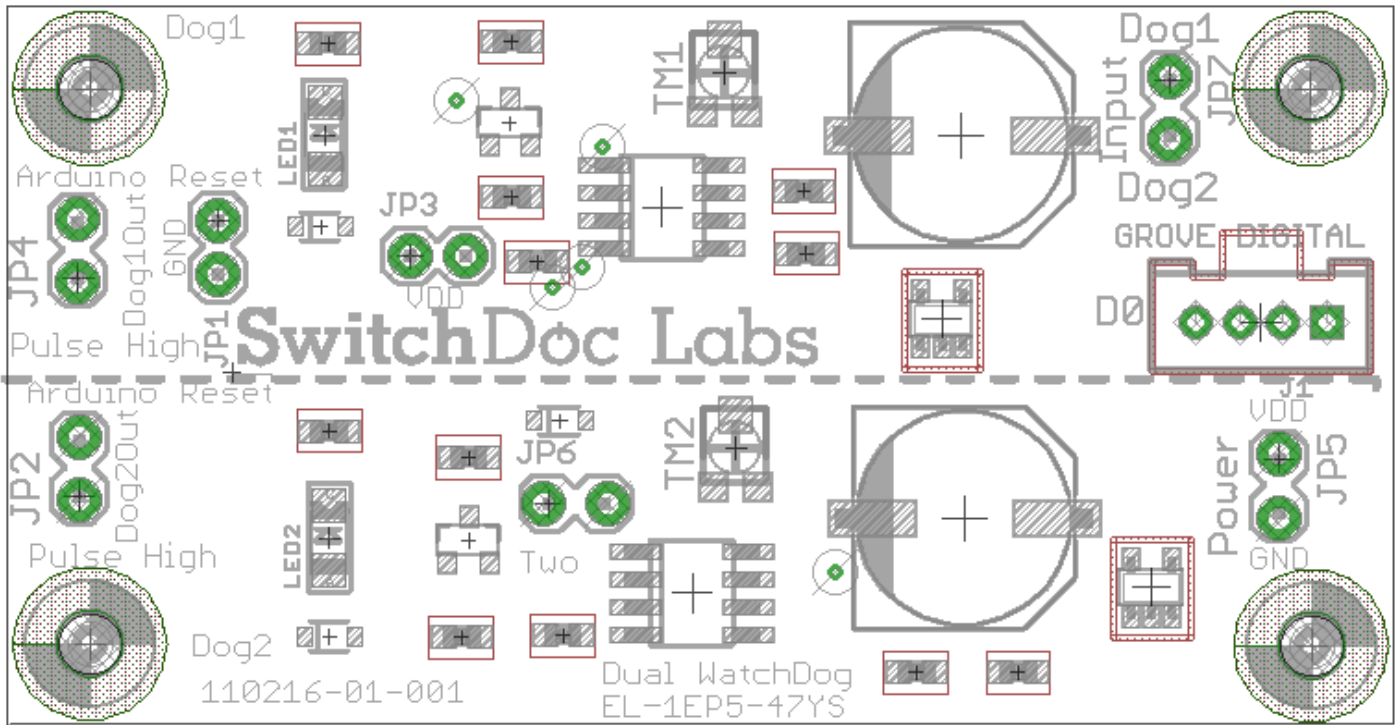 Dog1
TM1
Dog1
Input
JP7
LED1
Arduino Reset
JP3
Dog2
JP4
Dog1Out
GND
GROVE DIGITAL
VDD
D0
Pulse High
JP1
SwitchDoc Labs
Arduino Reset
J1
VDD
JP2
Dog2Out
TM2
JP6
Power
JP5
LED2
Pulse High
Two
GND
Dog2
110216-01-001
Dual WatchDog
EL-1EP5-47YS